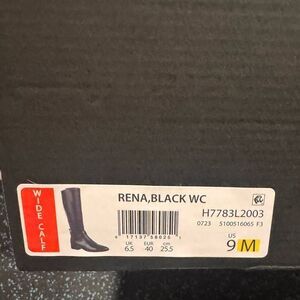 WIDE CALF
RENA,BLACK WC
H7783L2003
0723 5100516065 F3
UK EUR cm
6.5 40 25.5
US
9 M